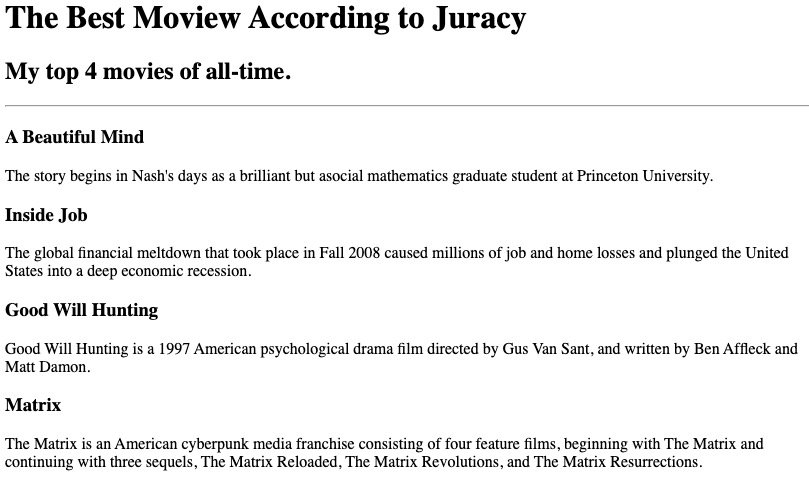 The Best Moview According to Juracy
My top 4 movies of all-time.
A Beautiful Mind
The story begins in Nash's days as a brilliant but asocial mathematics graduate student at Princeton University.
Inside Job
The global financial meltdown that took place in Fall 2008 caused millions of job and home losses and plunged the United
States into a deep economic recession.
Good Will Hunting
Good Will Hunting is a 1997 American psychological drama film directed by Gus Van Sant, and written by Ben Affleck and
Matt Damon.
Matrix
The Matrix is an American cyberpunk media franchise consisting of four feature films, beginning with The Matrix and
continuing with three sequels, The Matrix Reloaded, The Matrix Revolutions, and The Matrix Resurrections.